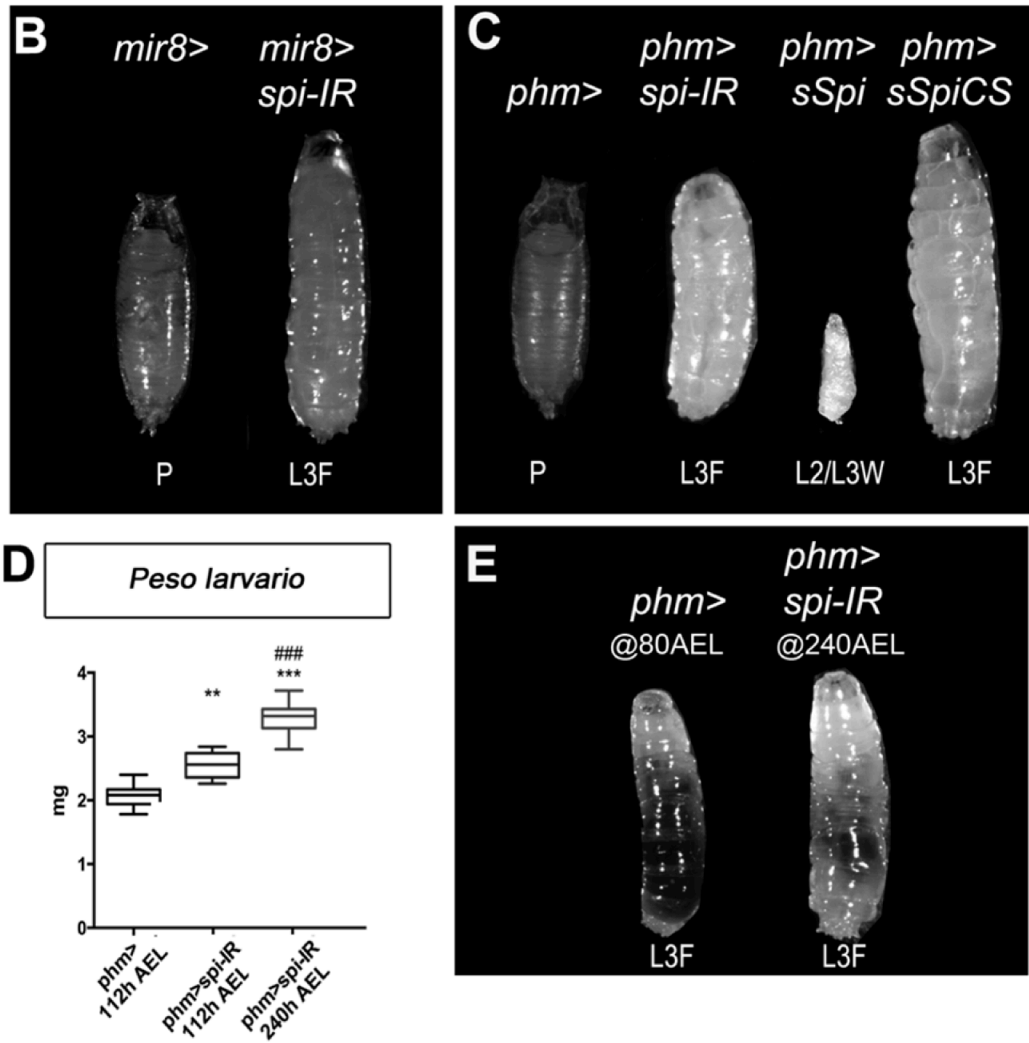 B
mir8>
mir8>
spi-IR
P
L3F
C
phm>
phm>
spi-IR
phm>
sSpi
phm>
sSpiCS
P
L3F
L2/L3W
L3F
D
Peso larvario
4
3
2
1
0
mg
**
###
***
phm>
112h AEL
phm>spi-IR
112h AEL
phm>spi-IR
240h AEL
E
phm>
@80AEL
phm>
spi-IR
@240AEL
L3F
L3F